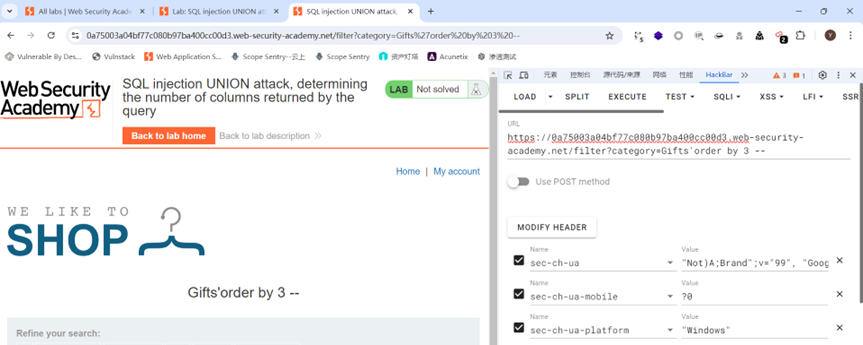 All labs | Web Security Acade
Lab: SQL injection UNION att
SQL injection UNION attack,
0a75003a04bf77c080b97ba400cc00d3.web-security-academy.net/filter?category=Gifts%27order%20by%203%20--
Vulnerable By Des...
Vulnstack
Web Application S...
Scope Sentry--云上
Scope Sentry
资产灯塔
Acunetix
渗透测试
Web Security
Academy
SQL injection UNION attack, determining
the number of columns returned by the
query
LAB Not solved
Back to lab home
Back to lab description
Home | My account
WE LIKE TO
SHOP
Gifts'order by 3 --
Refine your search:
元素 控制台 源代码/来源 网络 性能 HackBar
3 1
LOAD SPLIT EXECUTE TEST SQLI XSS LFI SSR
URL
https://0a75003a04bf77c080b97ba400cc00d3.web-security-
academy.net/filter?category=Gifts'order by 3 --
Use POST method
MODIFY HEADER
Name Value
sec-ch-ua "Not)A;Brand";v="99", "Goog
Name Value
sec-ch-ua-mobile ?0
Name Value
sec-ch-ua-platform "Windows"